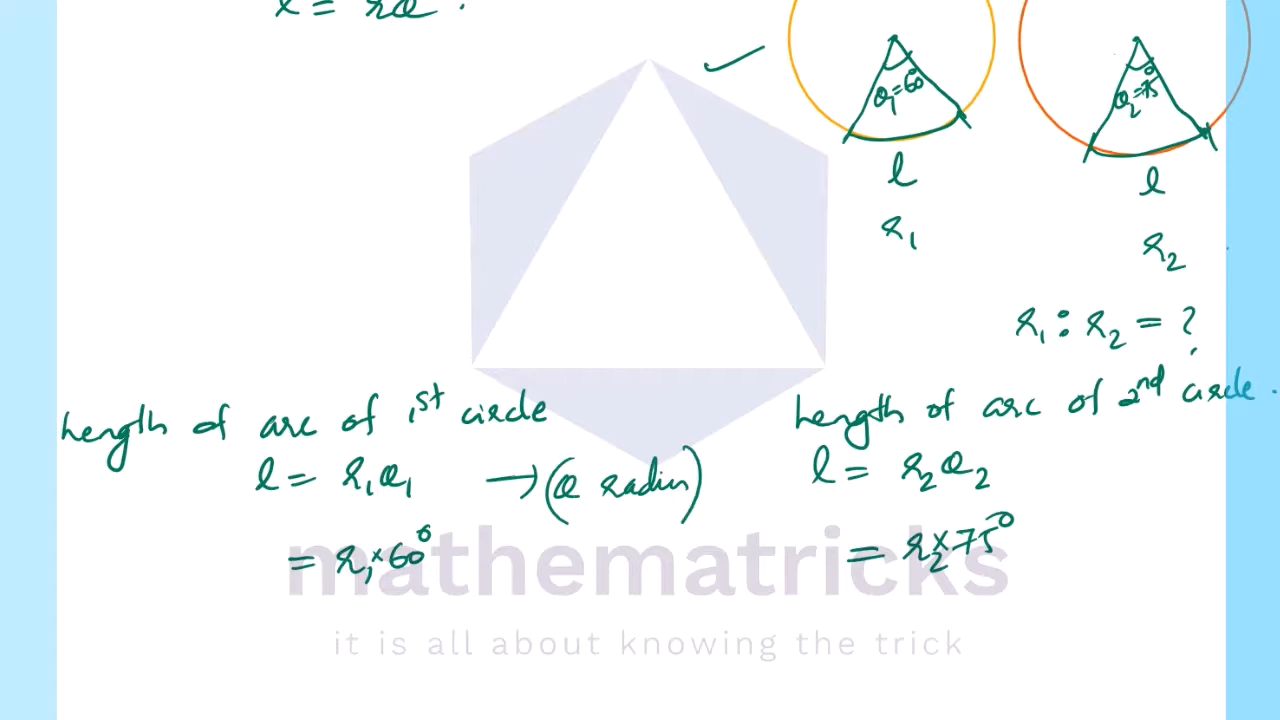 l = rθ.
θ₁=60°
θ₂=75°
l
l
r₁
r₂
r₁ : r₂ = ?
Length of arc of 1st circle
Length of arc of 2nd circle.
l = r₁θ₁ → (θ radian)
l = r₂θ₂
= r₁×60°
= r₂×75°
mathematricks
it is all about knowing the trick